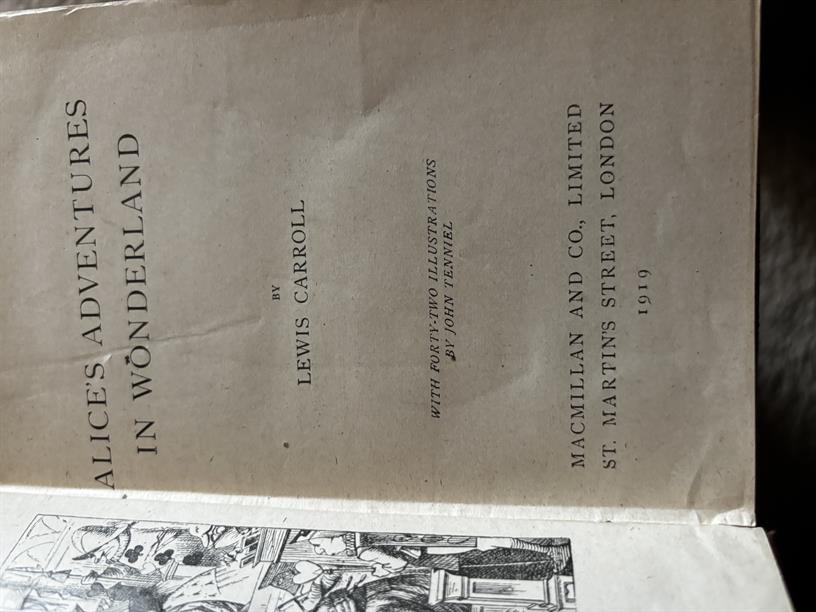 ALICE'S ADVENTURES
IN WONDERLAND
BY
LEWIS CARROLL
WITH FORTY-TWO ILLUSTRATIONS
BY JOHN TENNIEL
MACMILLAN AND CO., LIMITED
ST. MARTIN'S STREET, LONDON
1919